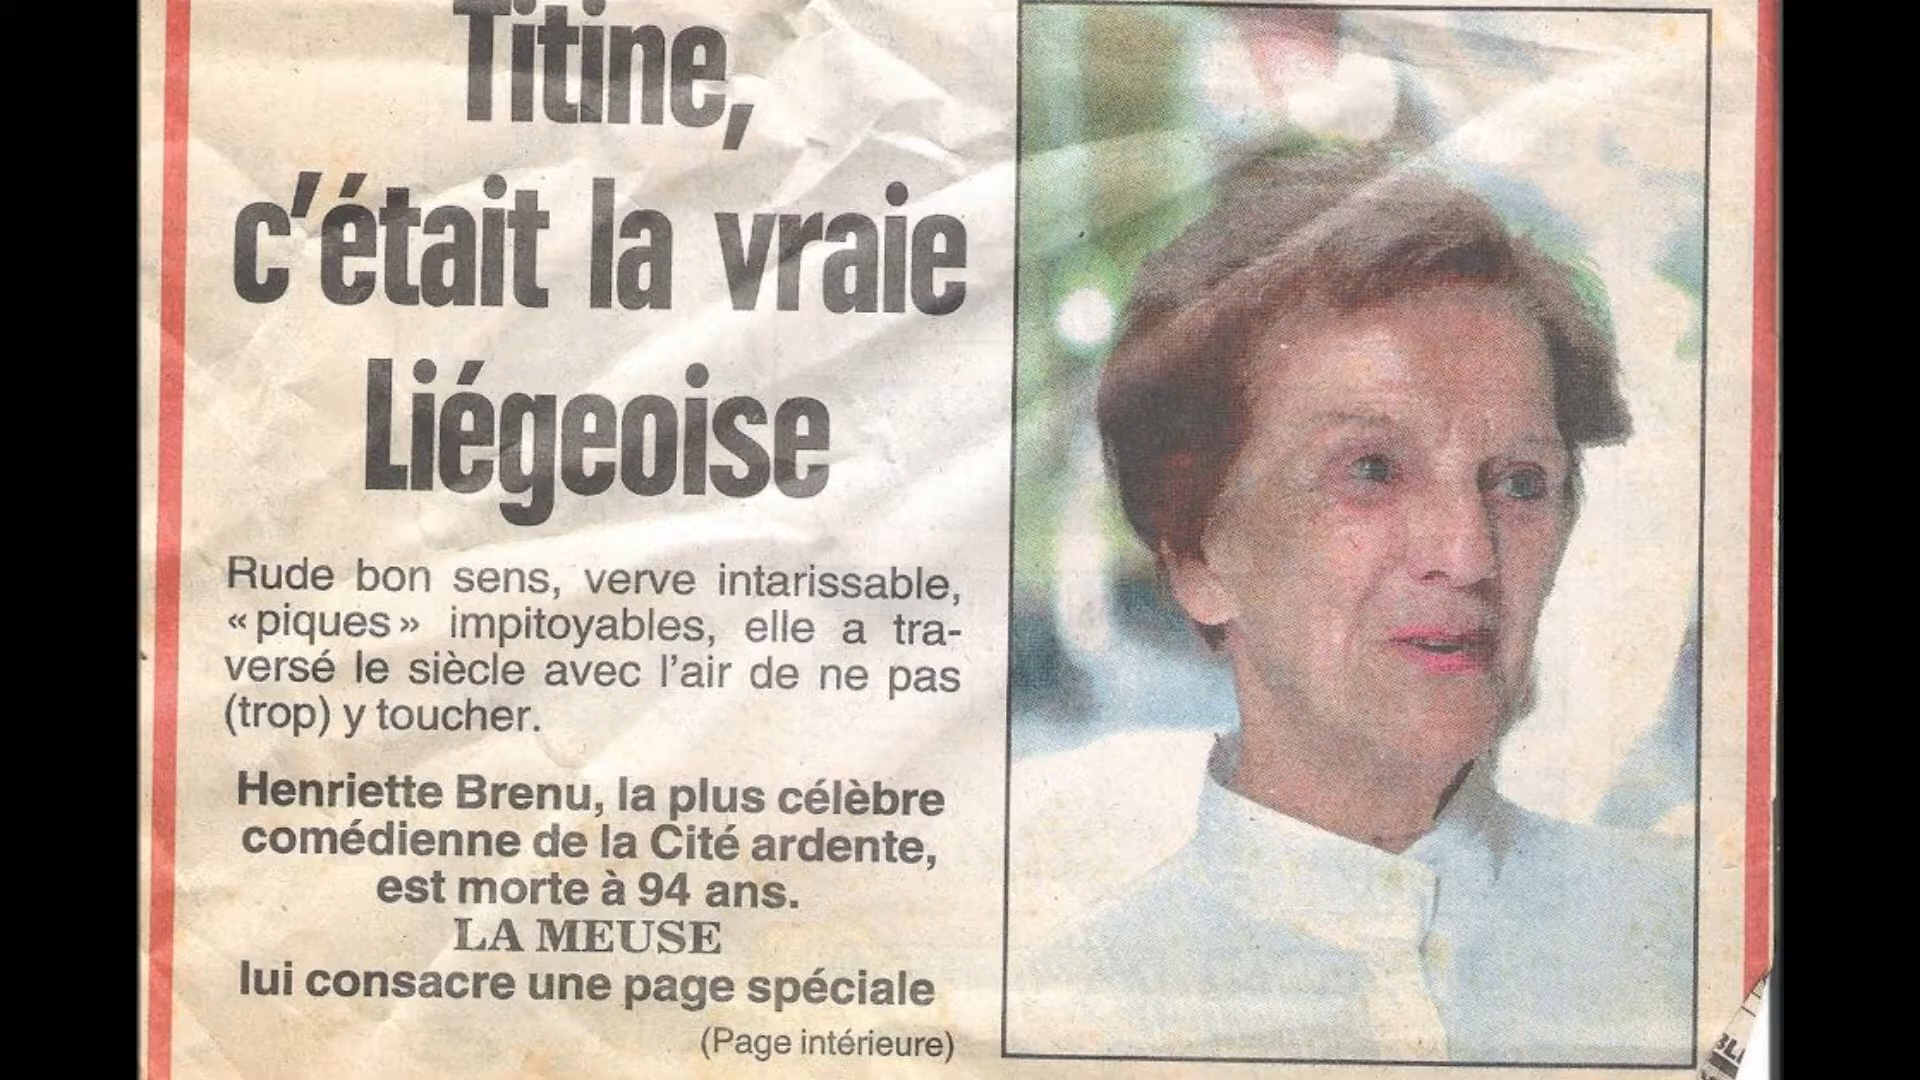 Titine,
c'était la vraie
Liégeoise
Rude bon sens, verve intarissable,
« piques » impitoyables, elle a tra-
versé le siècle avec l'air de ne pas
(trop) y toucher.
Henriette Brenu, la plus célèbre
comédienne de la Cité ardente,
est morte à 94 ans.
LA MEUSE
lui consacre une page spéciale
(Page intérieure)